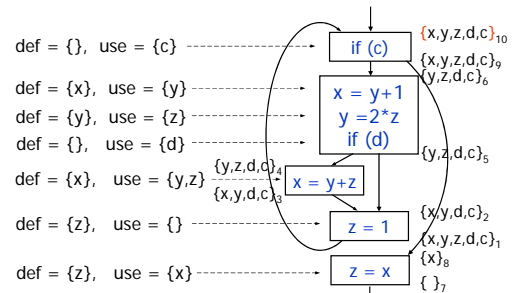 {x,y,z,d,c}10
def = {}, use = {c}
if (c)
{x,y,z,d,c}9
{y,z,d,c}6
def = {x}, use = {y}
x = y+1
def = {y}, use = {z}
y =2*z
def = {}, use = {d}
if (d)
{y,z,d,c}5
{y,z,d,c}4
def = {x}, use = {y,z}
x = y+z
{x,y,d,c}3
{x,y,d,c}2
def = {z}, use = {}
z = 1
{x,y,z,d,c}1
{x}8
def = {z}, use = {x}
z = x
{ }7